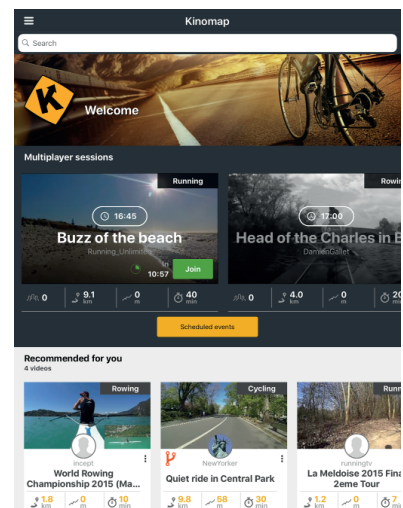 Kinomap
Search
Welcome
Multiplayer sessions
Running
16:45
Buzz of the beach
Running_Unlimited
in
10:57
Join
0
9.1
km
0
m
40
min
Rowin
17:00
Head of the Charles in B
DamienGallet
0
4.0
km
0
m
20
min
Scheduled events
Recommended for you
4 videos
Rowing
incept
World Rowing
Championship 2015 (Ma...
1.8
km
0
m
10
min
Cycling
NewYorker
Quiet ride in Central Park
9.8
km
58
m
30
min
Runn
runningtv
La Meldoise 2015 Fina
2eme Tour
1.2
km
0
m
7
min